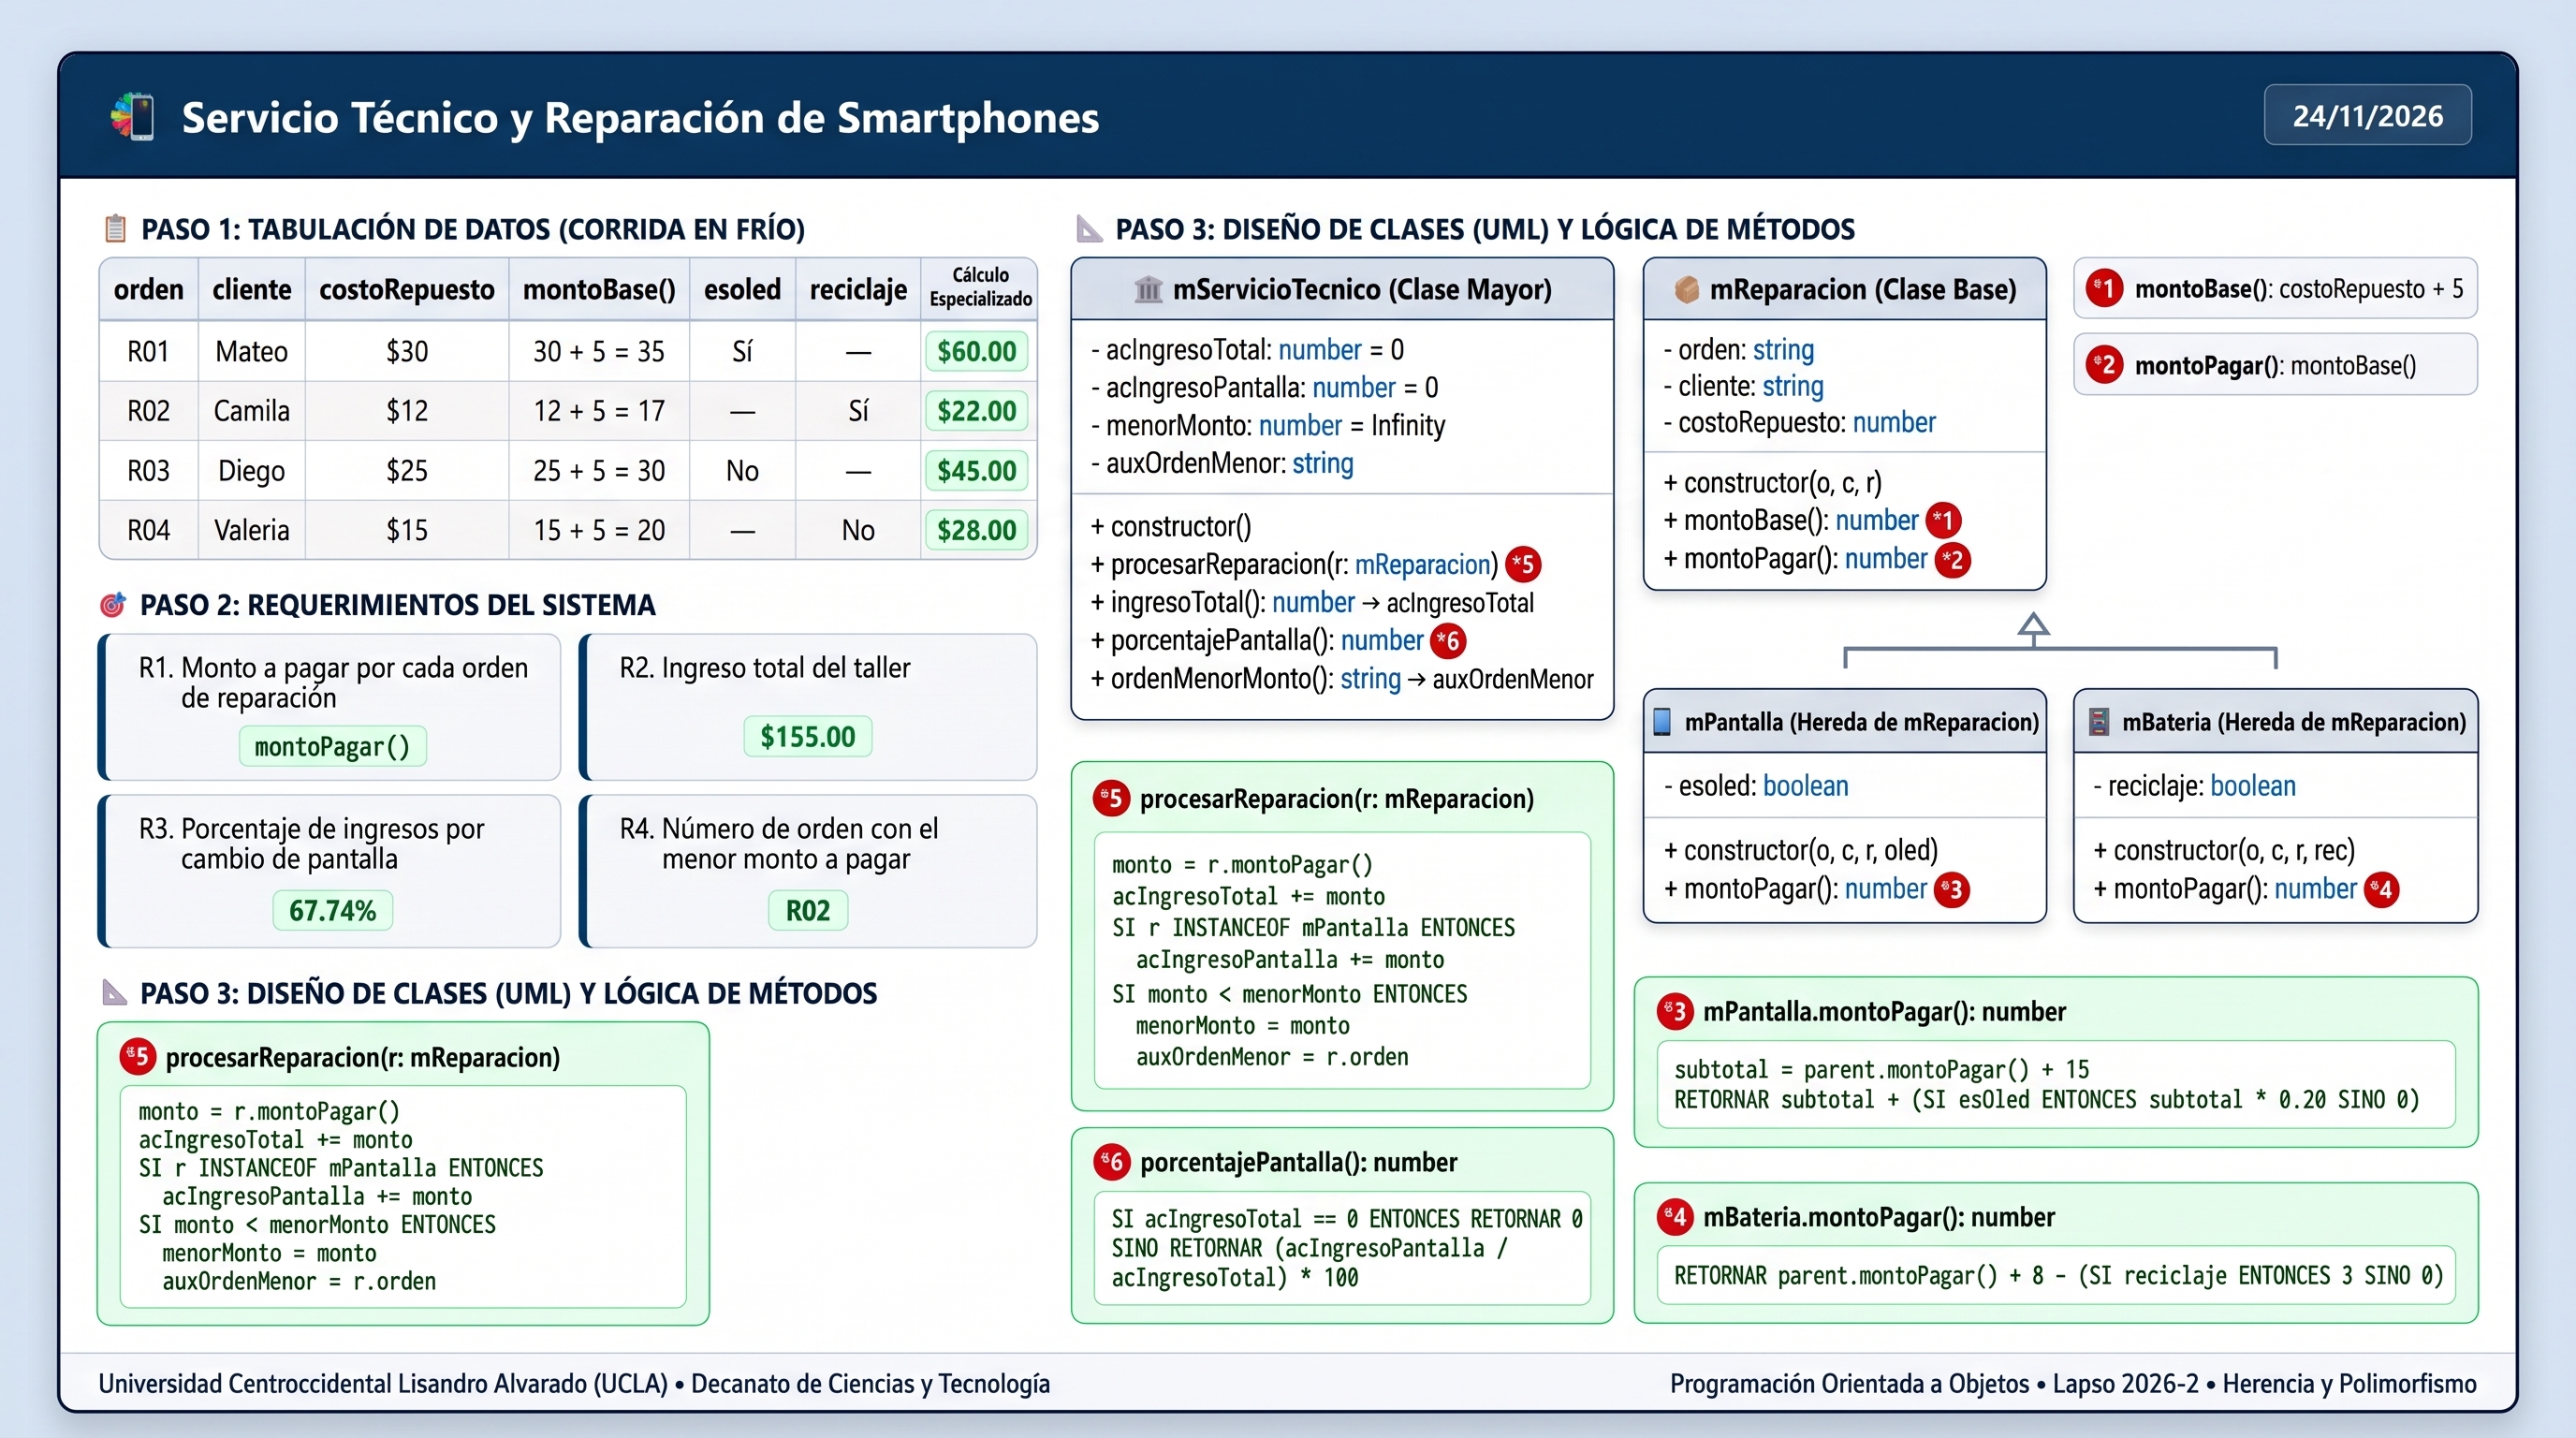 Servicio Técnico y Reparación de Smartphones
24/11/2026
PASO 1: TABULACIÓN DE DATOS (CORRIDA EN FRÍO)
orden cliente costoRepuesto montoBase() esoled reciclaje Cálculo Especializado
R01 Mateo $30 30 + 5 = 35 Sí — $60.00
R02 Camila $12 12 + 5 = 17 — Sí $22.00
R03 Diego $25 25 + 5 = 30 No — $45.00
R04 Valeria $15 15 + 5 = 20 — No $28.00
PASO 2: REQUERIMIENTOS DEL SISTEMA
R1. Monto a pagar por cada orden
de reparación
montoPagar()
R2. Ingreso total del taller
$155.00
R3. Porcentaje de ingresos por
cambio de pantalla
67.74%
R4. Número de orden con el
menor monto a pagar
R02
PASO 3: DISEÑO DE CLASES (UML) Y LÓGICA DE MÉTODOS
*5 procesarReparacion(r: mReparacion)
monto = r.montoPagar()
acIngresoTotal += monto
SI r INSTANCEOF mPantalla ENTONCES
acIngresoPantalla += monto
SI monto < menorMonto ENTONCES
menorMonto = monto
auxOrdenMenor = r.orden
PASO 3: DISEÑO DE CLASES (UML) Y LÓGICA DE MÉTODOS
mServicioTecnico (Clase Mayor)
- acIngresoTotal: number = 0
- acIngresoPantalla: number = 0
- menorMonto: number = Infinity
- auxOrdenMenor: string
+ constructor()
+ procesarReparacion(r: mReparacion) *5
+ ingresoTotal(): number → acIngresoTotal
+ porcentajePantalla(): number *6
+ ordenMenorMonto(): string → auxOrdenMenor
*5 procesarReparacion(r: mReparacion)
monto = r.montoPagar()
acIngresoTotal += monto
SI r INSTANCEOF mPantalla ENTONCES
acIngresoPantalla += monto
SI monto < menorMonto ENTONCES
menorMonto = monto
auxOrdenMenor = r.orden
*6 porcentajePantalla(): number
SI acIngresoTotal == 0 ENTONCES RETORNAR 0
SINO RETORNAR (acIngresoPantalla /
acIngresoTotal) * 100
mReparacion (Clase Base)
- orden: string
- cliente: string
- costoRepuesto: number
+ constructor(o, c, r)
+ montoBase(): number *1
+ montoPagar(): number *2
*1 montoBase(): costoRepuesto + 5
*2 montoPagar(): montoBase()
mPantalla (Hereda de mReparacion)
- esoled: boolean
+ constructor(o, c, r, oled)
+ montoPagar(): number *3
mBateria (Hereda de mReparacion)
- reciclaje: boolean
+ constructor(o, c, r, rec)
+ montoPagar(): number *4
*3 mPantalla.montoPagar(): number
subtotal = parent.montoPagar() + 15
RETORNAR subtotal + (SI esOled ENTONCES subtotal * 0.20 SINO 0)
*4 mBateria.montoPagar(): number
RETORNAR parent.montoPagar() + 8 – (SI reciclaje ENTONCES 3 SINO 0)
Universidad Centroccidental Lisandro Alvarado (UCLA) • Decanato de Ciencias y Tecnología
Programación Orientada a Objetos • Lapso 2026-2 • Herencia y Polimorfismo